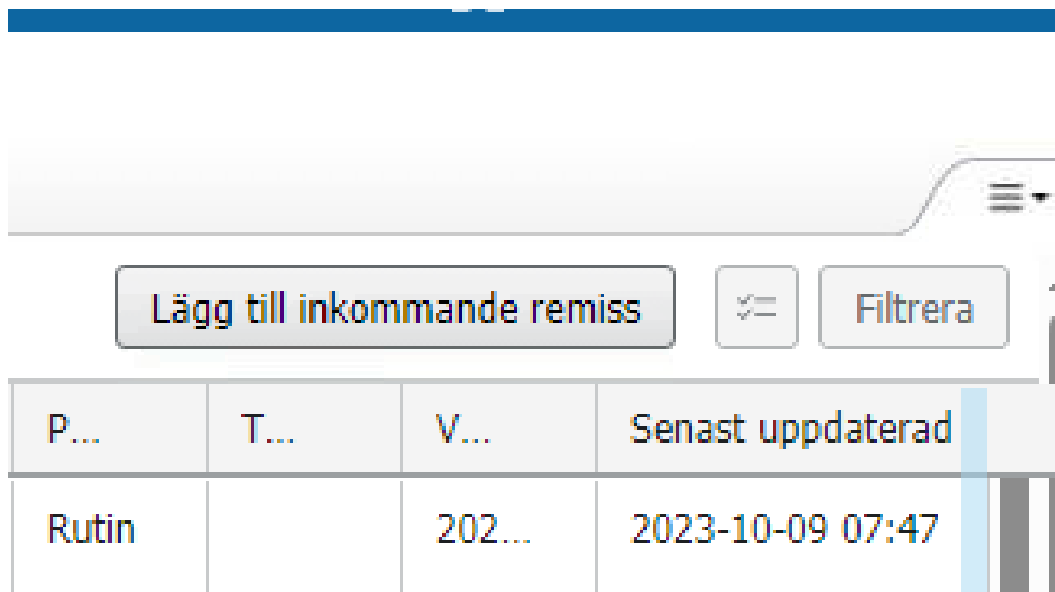 Lägg till inkommande remiss Filtrera
P... T... V... Senast uppdaterad
Rutin 202... 2023-10-09 07:47